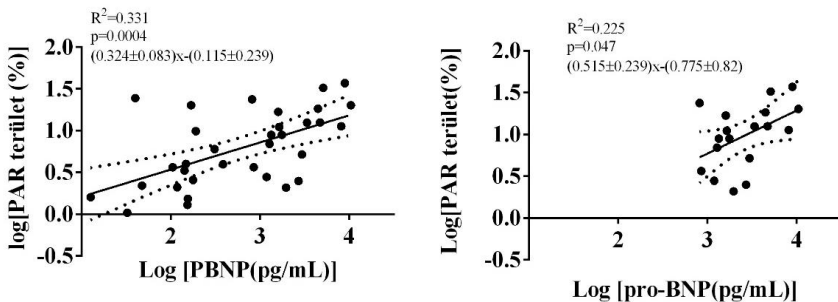 R²=0.331
p=0.0004
(0.324±0.083)x-(0.115±0.239)
log[PAR terület (%)]
2.0
1.5
1.0
0.5
0.0
-0.5
2
3
4
Log [PBNP(pg/mL)]
R²=0.225
p=0.047
(0.515±0.239)x-(0.775±0.82)
Log[PAR terület(%)]
2.0
1.5
1.0
0.5
0.0
-0.5
2
3
4
Log [pro-BNP(pg/mL)]